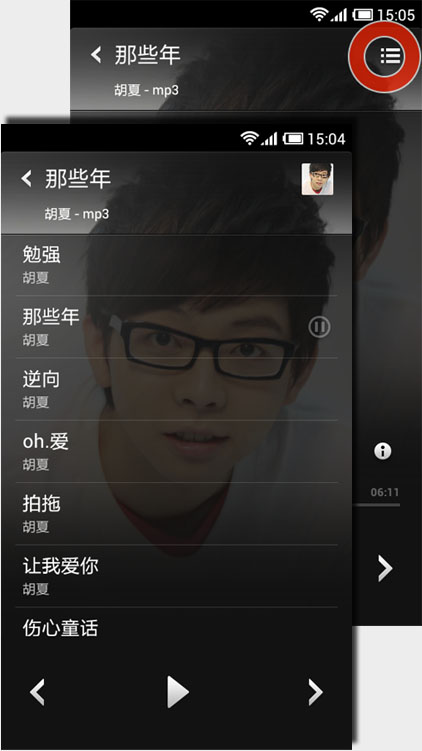 15:05
那些年
胡夏 - mp3
15:04
那些年
胡夏 - mp3
勉强
胡夏
那些年
胡夏
逆向
胡夏
oh.爱
胡夏
拍拖
胡夏
06:11
让我爱你
胡夏
伤心童话